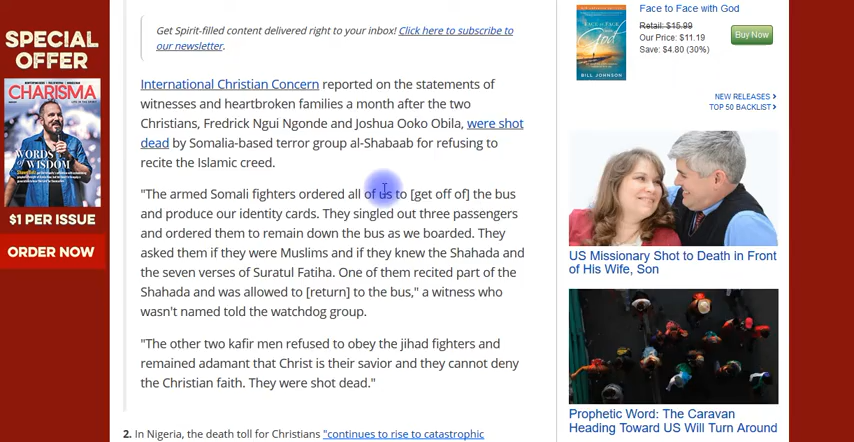 SPECIAL
OFFER
CHARISMA
WORDS
OF
WISDOM
$1 PER ISSUE
ORDER NOW
Get Spirit-filled content delivered right to your inbox! Click here to subscribe to
our newsletter.
International Christian Concern reported on the statements of
witnesses and heartbroken families a month after the two
Christians, Fredrick Ngui Ngonde and Joshua Ooko Obila, were shot
dead by Somalia-based terror group al-Shabaab for refusing to
recite the Islamic creed.
"The armed Somali fighters ordered all of us to [get off of] the bus
and produce our identity cards. They singled out three passengers
and ordered them to remain down the bus as we boarded. They
asked them if they were Muslims and if they knew the Shahada and
the seven verses of Suratul Fatiha. One of them recited part of the
Shahada and was allowed to [return] to the bus," a witness who
wasn't named told the watchdog group.
"The other two kafir men refused to obey the jihad fighters and
remained adamant that Christ is their savior and they cannot deny
the Christian faith. They were shot dead."
2. In Nigeria, the death toll for Christians "continues to rise to catastrophic
Face to Face with God
Retail: $15.99
Our Price: $11.19
Save: $4.80 (30%)
Buy Now
BILL JOHNSON
NEW RELEASES
TOP 50 BACKLIST
US Missionary Shot to Death in Front
of His Wife, Son
Prophetic Word: The Caravan
Heading Toward US Will Turn Around